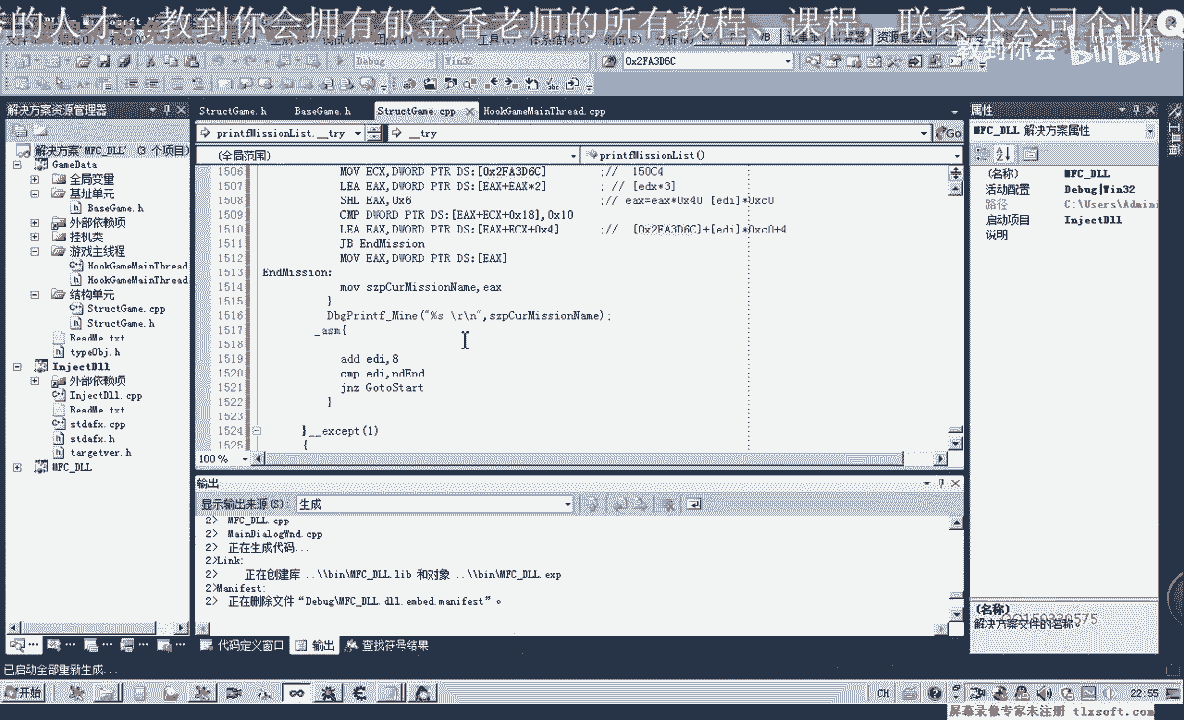 的人才。教到你会拥有郁金香老师的所有教程、课程、联系本公司企业
教到你会
bilibili
Debug
Win32
0x2FA3D6C
解决方案资源管理器
解决方案"MFC_DLL" (3 个项目)
GameData
全局变量
基址单元
BaseGame.h
外部依赖项
挂机类
游戏主线程
HookGameMainThread
HookGameMainThread
结构单元
StructGame.cpp
StructGame.h
ReadMe.txt
typeObj.h
InjectDll
外部依赖项
InjectDll.cpp
ReadMe.txt
stdafx.cpp
stdafx.h
targetver.h
MFC_DLL
StructGame.h
BaseGame.h
StructGame.cpp
HookGameMainThread.cpp
printfMissionList.__try
__try
Go
(全局范围)
printfMissionList()
1506 MOV ECX,DWORD PTR DS:[0x2FA3D6C] ;// 150C4
1507 LEA EAX,DWORD PTR DS:[EAX+EAX*2] ; // [edx*3]
1508 SHL EAX,0x6 ;// eax=eax*0x40 [edi]*0xc0
1509 CMP DWORD PTR DS:[EAX+ECX+0x18],0x10
1510 LEA EAX,DWORD PTR DS:[EAX+ECX+0x4] ;// [0x2FA3D6C]+[edi]*0xc0+4
1511 JB EndMission
1512 MOV EAX,DWORD PTR DS:[EAX]
1513 EndMission:
1514 mov szpCurMissionName,eax
1515 }
1516 DbgPrintf_Mine("%s \r\n",szpCurMissionName);
1517 _asm{
1518
1519 add edi,8
1520 cmp edi,ndEnd
1521 jnz GotoStart
1522 }
1523
1524 }__except(1)
1525 {
100 %
输出
显示输出来源(S): 生成
2> MFC_DLL.cpp
2> MainDialogWnd.cpp
2> 正在生成代码...
2>Link:
2> 正在创建库 ..\\bin\MFC_DLL.lib 和对象 ..\\bin\MFC_DLL.exp
2>Manifest:
2> 正在删除文件“Debug\MFC_DLL.dll.embed.manifest”。
代码定义窗口
输出
查找符号结果
属性
MFC_DLL 解决方案属性
(名称) MFC_DLL
活动配置 Debug|Win32
路径 C:\Users\Admini
启动项目 InjectDll
说明
(名称)
解决方案文件的名称。
已启动全部重新生成...
开始
CH
22:55
屏幕录像专家未注册 tlxsoft.com